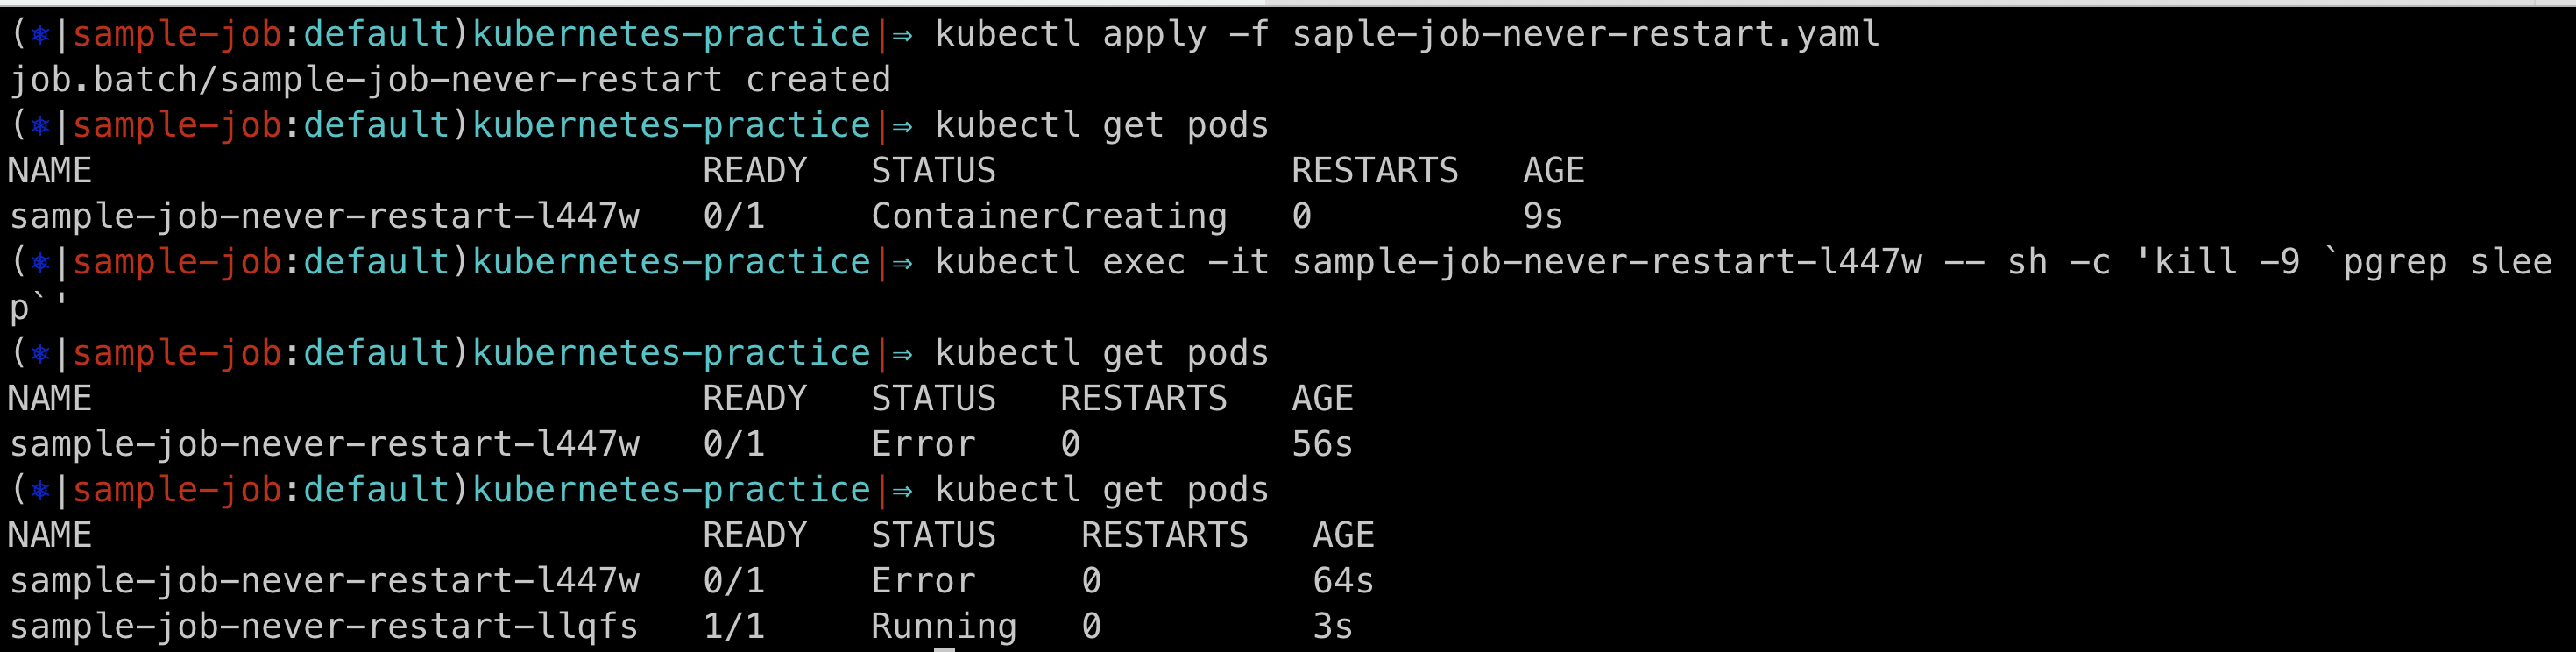 (⎈|sample-job:default)kubernetes-practice|⇒ kubectl apply -f saple-job-never-restart.yaml
job.batch/sample-job-never-restart created
(⎈|sample-job:default)kubernetes-practice|⇒ kubectl get pods
NAME                             READY   STATUS              RESTARTS   AGE
sample-job-never-restart-l447w   0/1     ContainerCreating   0          9s
(⎈|sample-job:default)kubernetes-practice|⇒ kubectl exec -it sample-job-never-restart-l447w -- sh -c 'kill -9 `pgrep slee
p`'
(⎈|sample-job:default)kubernetes-practice|⇒ kubectl get pods
NAME                             READY   STATUS   RESTARTS   AGE
sample-job-never-restart-l447w   0/1     Error    0          56s
(⎈|sample-job:default)kubernetes-practice|⇒ kubectl get pods
NAME                             READY   STATUS    RESTARTS   AGE
sample-job-never-restart-l447w   0/1     Error     0          64s
sample-job-never-restart-llqfs   1/1     Running   0          3s